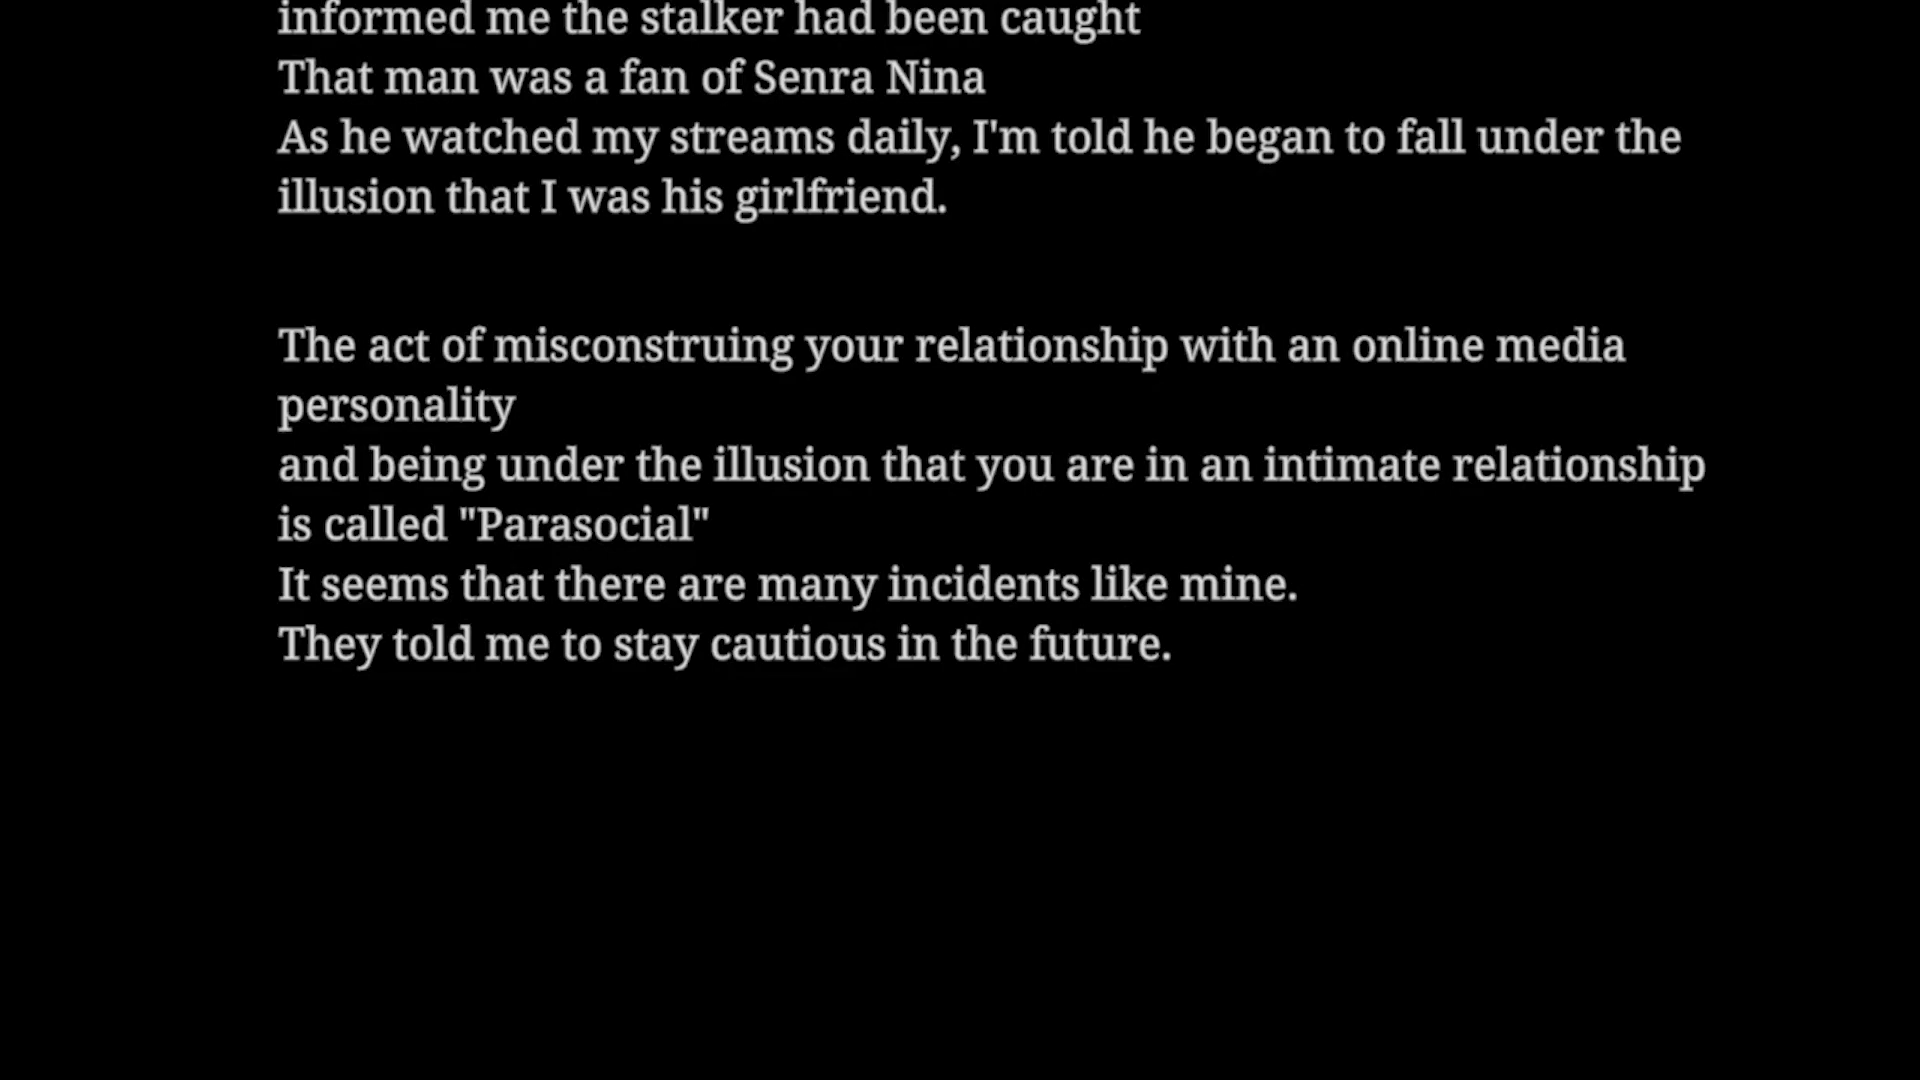 informed me the stalker had been caught
That man was a fan of Senra Nina
As he watched my streams daily, I'm told he began to fall under the
illusion that I was his girlfriend.
The act of misconstruing your relationship with an online media
personality
and being under the illusion that you are in an intimate relationship
is called "Parasocial"
It seems that there are many incidents like mine.
They told me to stay cautious in the future.